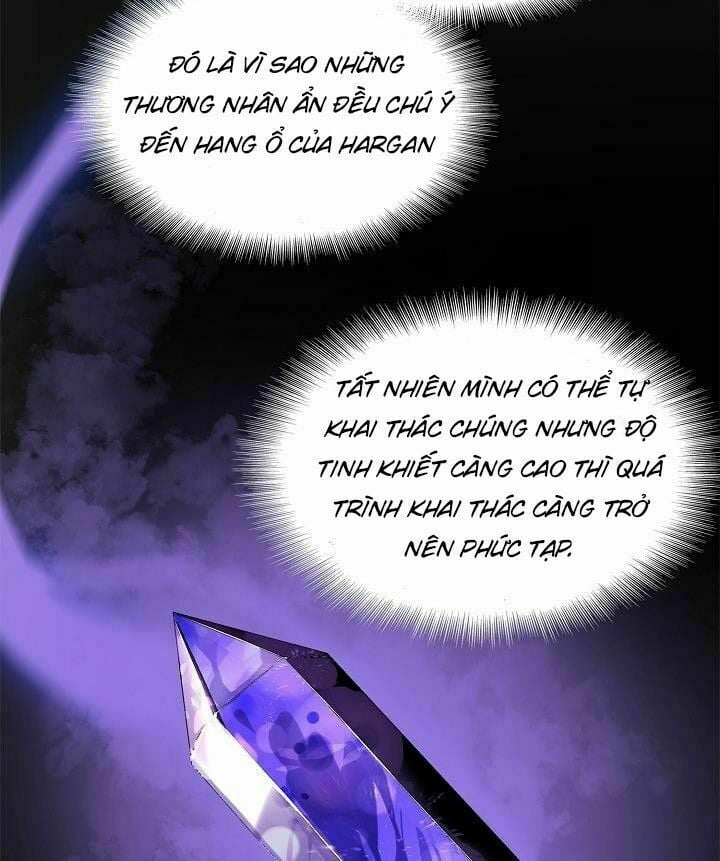 ĐÓ LÀ VÌ SAO NHỮNG
THƯƠNG NHÂN ẨN ĐỀU CHÚ Ý
ĐẾN HANG Ổ CỦA HARGAN
TẤT NHIÊN MÌNH CÓ THỂ TỰ
KHAI THÁC CHÚNG NHƯNG ĐỘ
TINH KHIẾT CÀNG CAO THÌ QUÁ
TRÌNH KHAI THÁC CÀNG TRỞ
NÊN PHỨC TẠP.